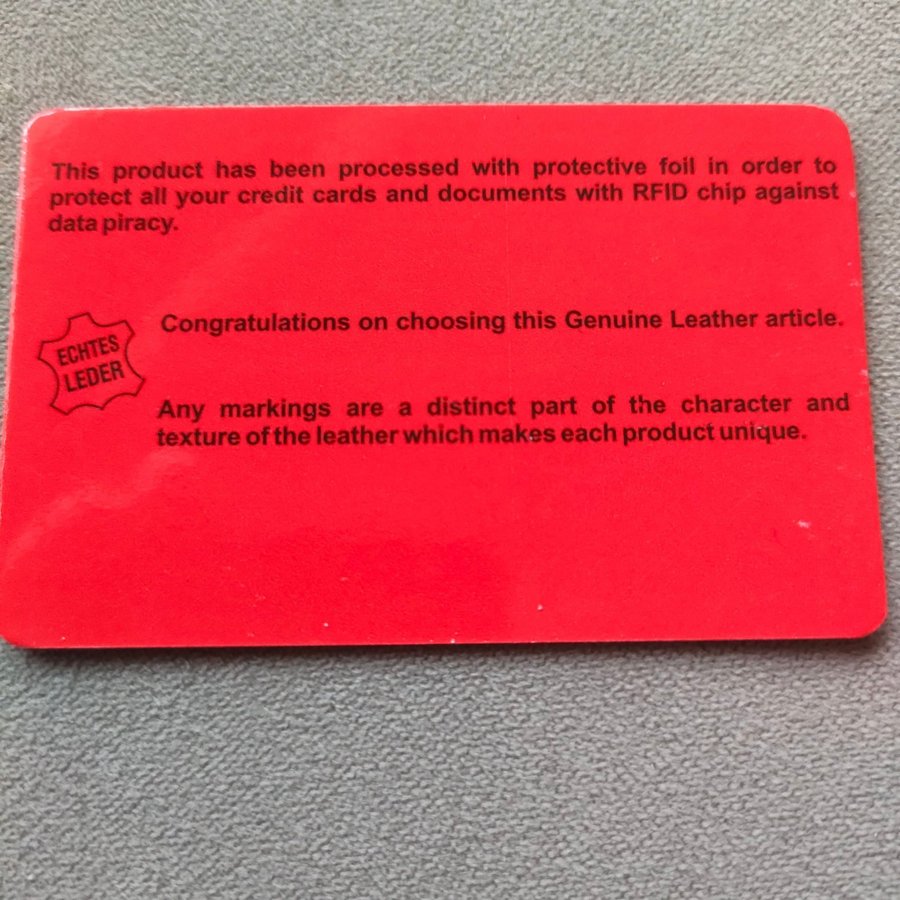 This product has been processed with protective foil in order to
protect all your credit cards and documents with RFID chip against
data piracy.
Congratulations on choosing this Genuine Leather article.
ECHTES
LEDER
Any markings are a distinct part of the character and
texture of the leather which makes each product unique.